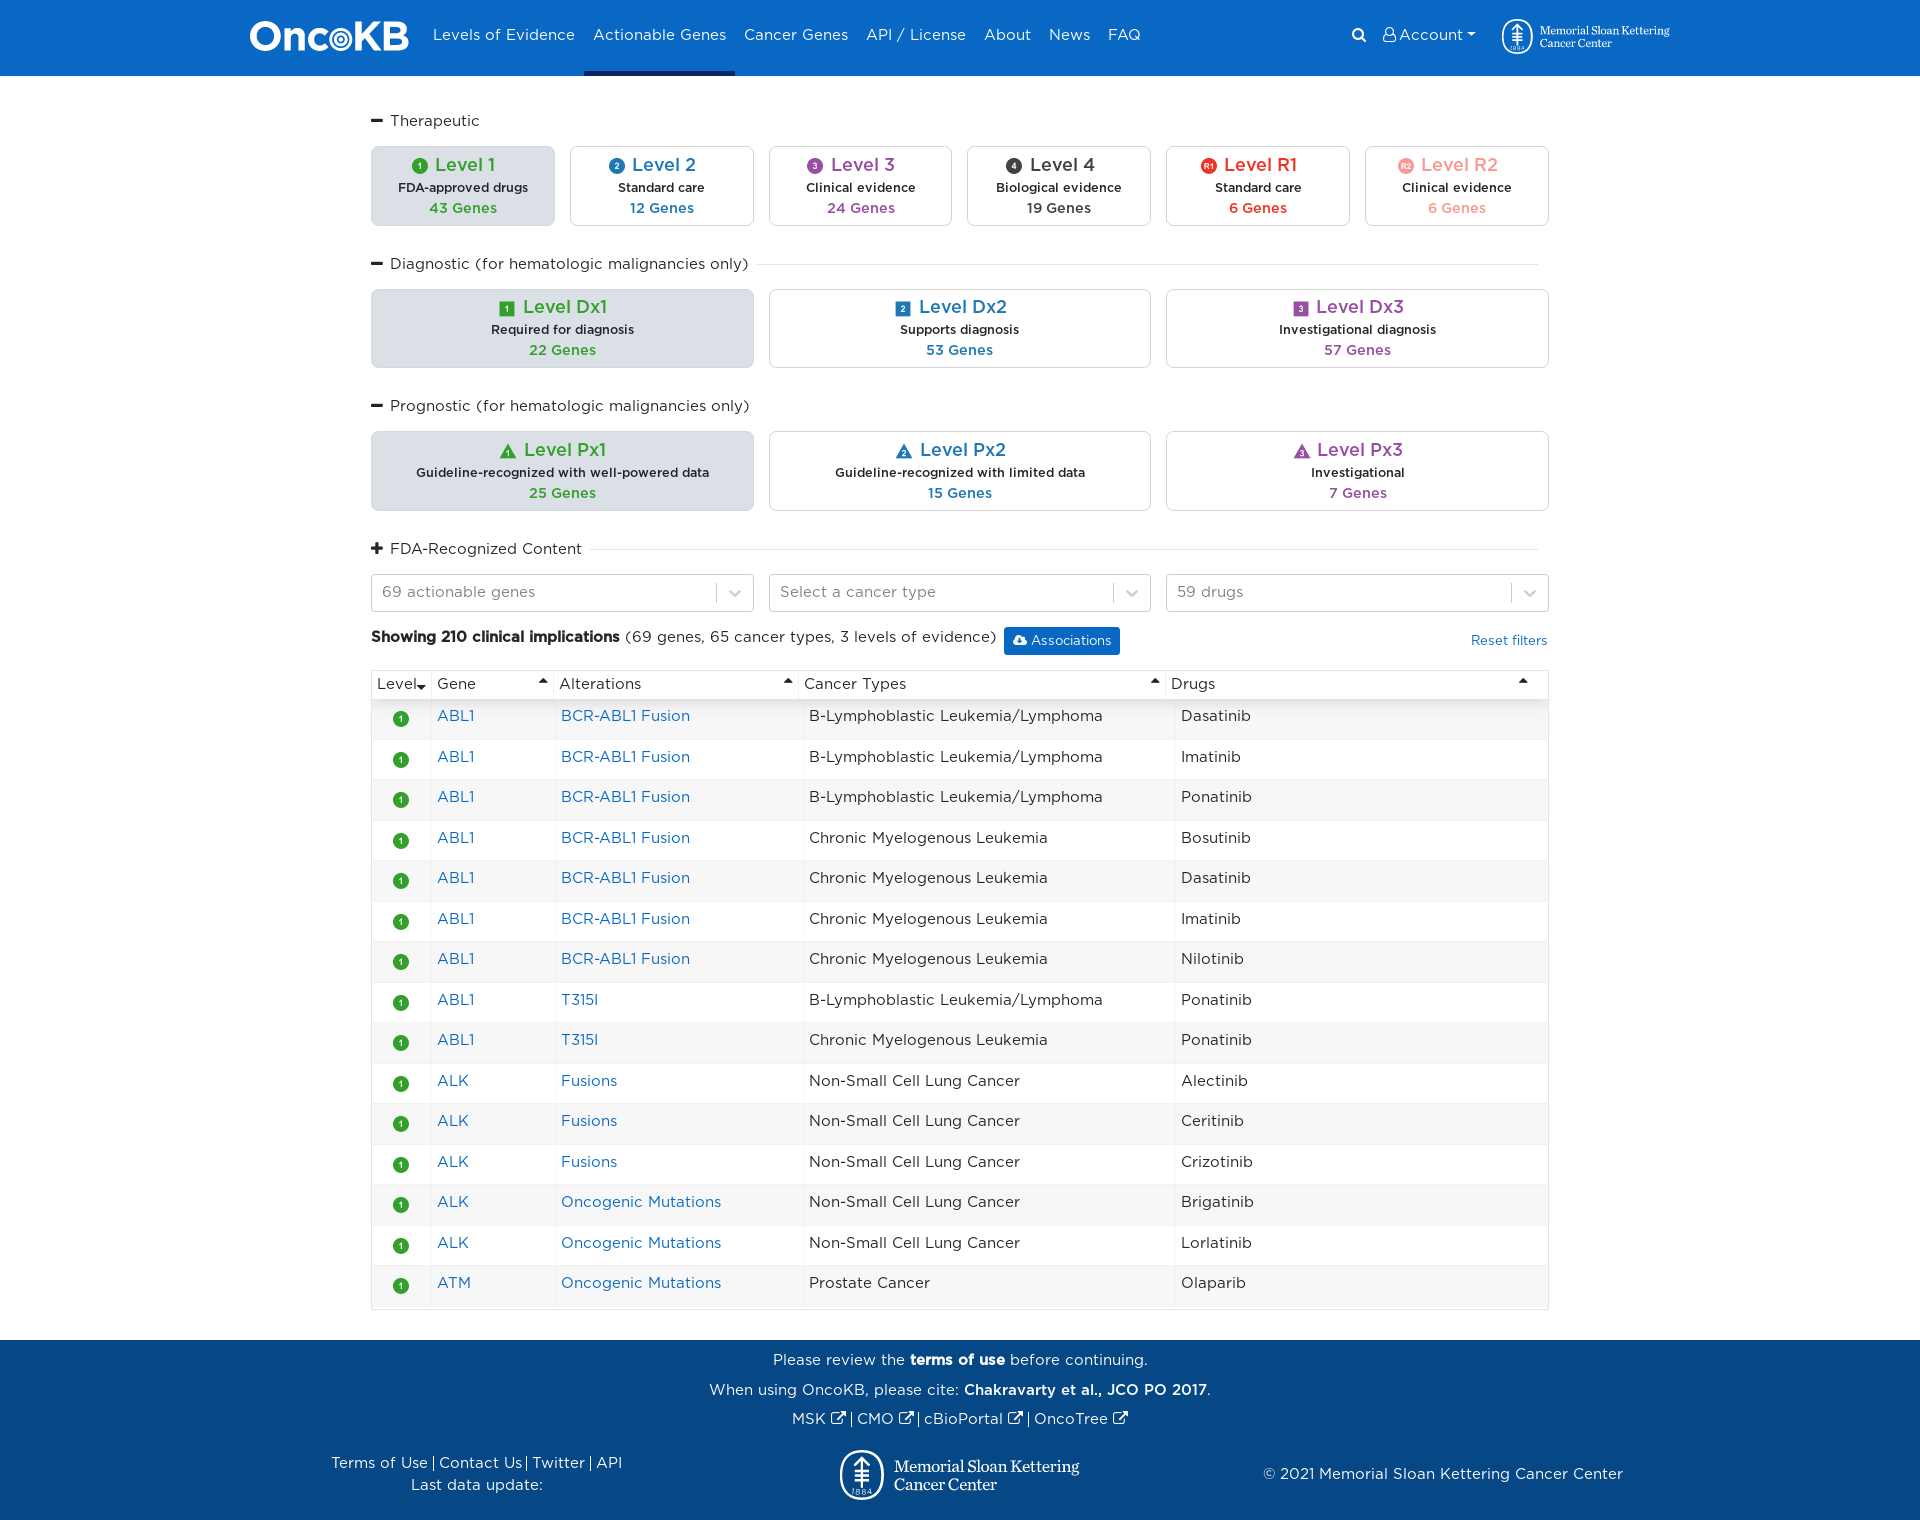 OncoKB Levels of Evidence Actionable Genes Cancer Genes API / License About News FAQ Account Memorial Sloan Kettering Cancer Center 1884
Therapeutic
1 Level 1 2 Level 2 3 Level 3 4 Level 4 R1 Level R1 R2 Level R2
FDA-approved drugs Standard care Clinical evidence Biological evidence Standard care Clinical evidence
43 Genes 12 Genes 24 Genes 19 Genes 6 Genes 6 Genes
Diagnostic (for hematologic malignancies only)
1 Level Dx1 2 Level Dx2 3 Level Dx3
Required for diagnosis Supports diagnosis Investigational diagnosis
22 Genes 53 Genes 57 Genes
Prognostic (for hematologic malignancies only)
1 Level Px1 2 Level Px2 3 Level Px3
Guideline-recognized with well-powered data Guideline-recognized with limited data Investigational
25 Genes 15 Genes 7 Genes
FDA-Recognized Content
69 actionable genes Select a cancer type 59 drugs
Showing 210 clinical implications (69 genes, 65 cancer types, 3 levels of evidence) Associations Reset filters
Level Gene Alterations Cancer Types Drugs
1 ABL1 BCR-ABL1 Fusion B-Lymphoblastic Leukemia/Lymphoma Dasatinib
1 ABL1 BCR-ABL1 Fusion B-Lymphoblastic Leukemia/Lymphoma Imatinib
1 ABL1 BCR-ABL1 Fusion B-Lymphoblastic Leukemia/Lymphoma Ponatinib
1 ABL1 BCR-ABL1 Fusion Chronic Myelogenous Leukemia Bosutinib
1 ABL1 BCR-ABL1 Fusion Chronic Myelogenous Leukemia Dasatinib
1 ABL1 BCR-ABL1 Fusion Chronic Myelogenous Leukemia Imatinib
1 ABL1 BCR-ABL1 Fusion Chronic Myelogenous Leukemia Nilotinib
1 ABL1 T315I B-Lymphoblastic Leukemia/Lymphoma Ponatinib
1 ABL1 T315I Chronic Myelogenous Leukemia Ponatinib
1 ALK Fusions Non-Small Cell Lung Cancer Alectinib
1 ALK Fusions Non-Small Cell Lung Cancer Ceritinib
1 ALK Fusions Non-Small Cell Lung Cancer Crizotinib
1 ALK Oncogenic Mutations Non-Small Cell Lung Cancer Brigatinib
1 ALK Oncogenic Mutations Non-Small Cell Lung Cancer Lorlatinib
1 ATM Oncogenic Mutations Prostate Cancer Olaparib
Please review the terms of use before continuing.
When using OncoKB, please cite: Chakravarty et al., JCO PO 2017.
MSK | CMO | cBioPortal | OncoTree
Terms of Use | Contact Us | Twitter | API
Last data update:
1884 Memorial Sloan Kettering
Cancer Center
© 2021 Memorial Sloan Kettering Cancer Center